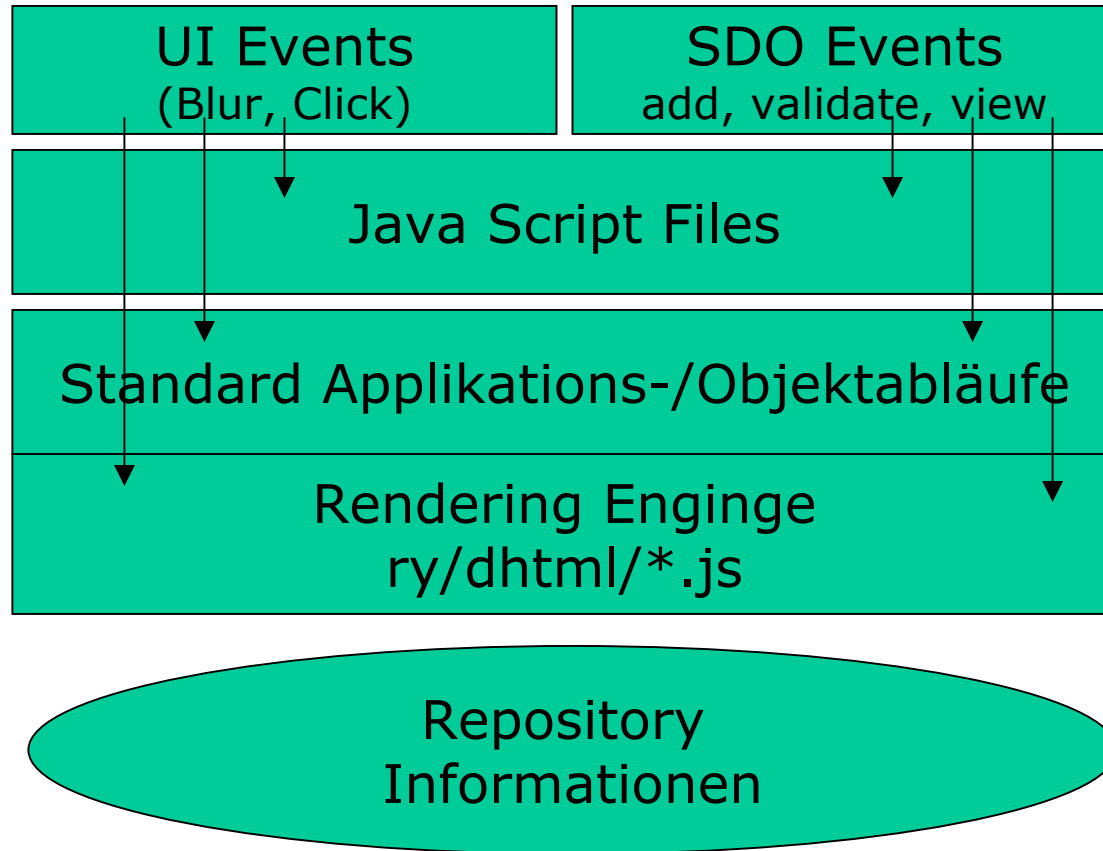 UI Events
(Blur, Click)
SDO Events
add, validate, view
Java Script Files
Standard Applikations-/Objektabläufe
Rendering Enginge
ry/dhtml/*.js
Repository
Informationen